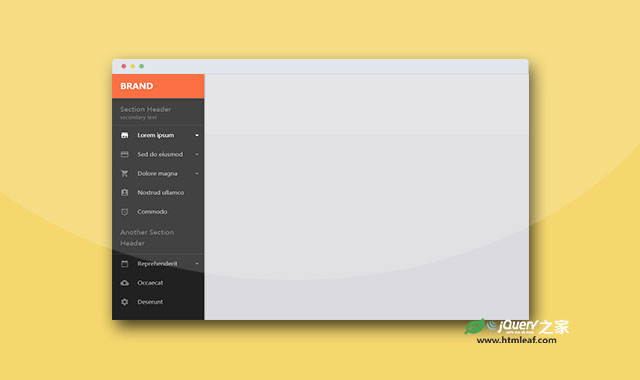 BRAND
Section Header
secondary text
Lorem ipsum
Sed do eiusmod
Dolore magna
Nostrud ullamco
Commodo
Another Section
Header
Reprehenderit
Occaecat
Deserunt
jQuery之家
www.htmleaf.com